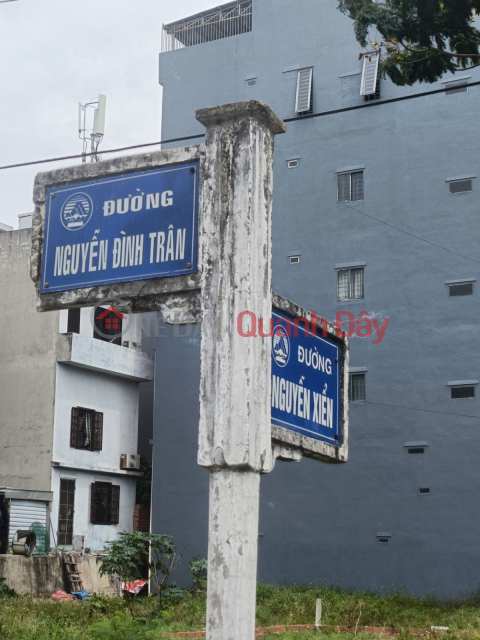 ĐƯỜNG
NGUYỄN ĐÌNH TRÂN
ĐƯỜNG
NGUYỄN XIỂN
Quanh Đây